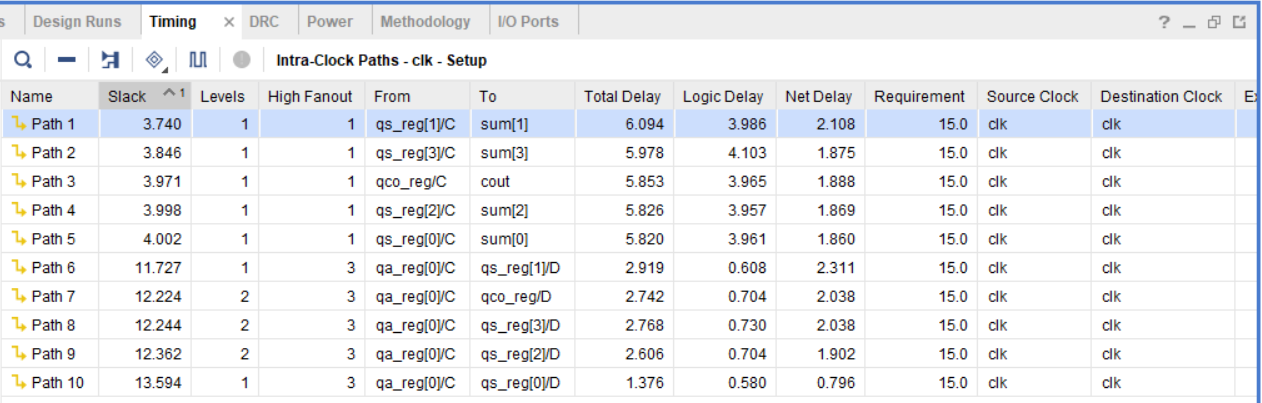 s Design Runs Timing × DRC Power Methodology I/O Ports ?
Intra-Clock Paths - clk - Setup
Name Slack 1 Levels High Fanout From To Total Delay Logic Delay Net Delay Requirement Source Clock Destination Clock Ex
Path 1 3.740 1 1 qs_reg[1]/C sum[1] 6.094 3.986 2.108 15.0 clk clk
Path 2 3.846 1 1 qs_reg[3]/C sum[3] 5.978 4.103 1.875 15.0 clk clk
Path 3 3.971 1 1 qco_reg/C cout 5.853 3.965 1.888 15.0 clk clk
Path 4 3.998 1 1 qs_reg[2]/C sum[2] 5.826 3.957 1.869 15.0 clk clk
Path 5 4.002 1 1 qs_reg[0]/C sum[0] 5.820 3.961 1.860 15.0 clk clk
Path 6 11.727 1 3 qa_reg[0]/C qs_reg[1]/D 2.919 0.608 2.311 15.0 clk clk
Path 7 12.224 2 3 qa_reg[0]/C qco_reg/D 2.742 0.704 2.038 15.0 clk clk
Path 8 12.244 2 3 qa_reg[0]/C qs_reg[3]/D 2.768 0.730 2.038 15.0 clk clk
Path 9 12.362 2 3 qa_reg[0]/C qs_reg[2]/D 2.606 0.704 1.902 15.0 clk clk
Path 10 13.594 1 3 qa_reg[0]/C qs_reg[0]/D 1.376 0.580 0.796 15.0 clk clk